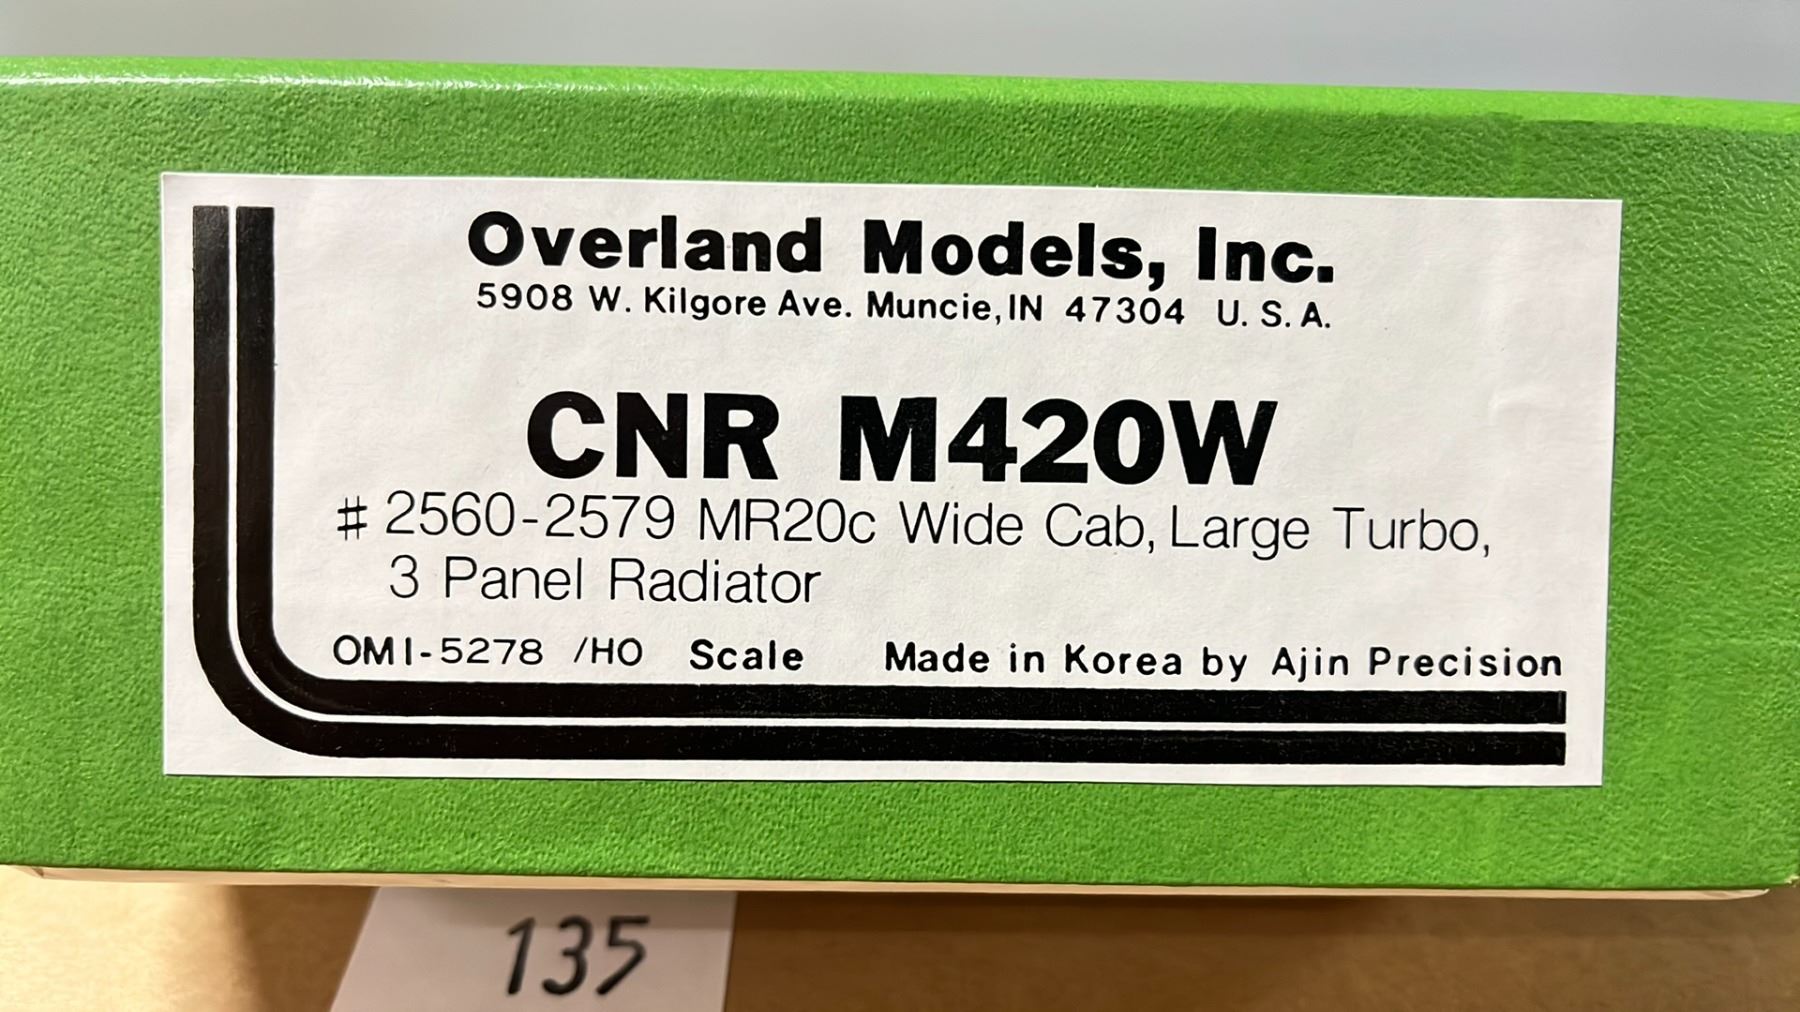 Overland Models, Inc.
5908 W. Kilgore Ave. Muncie, IN 47304 U. S. A.
CNR M420W
# 2560-2579 MR20c Wide Cab, Large Turbo,
3 Panel Radiator
OMI-5278 /HO Scale Made in Korea by Ajin Precision
135